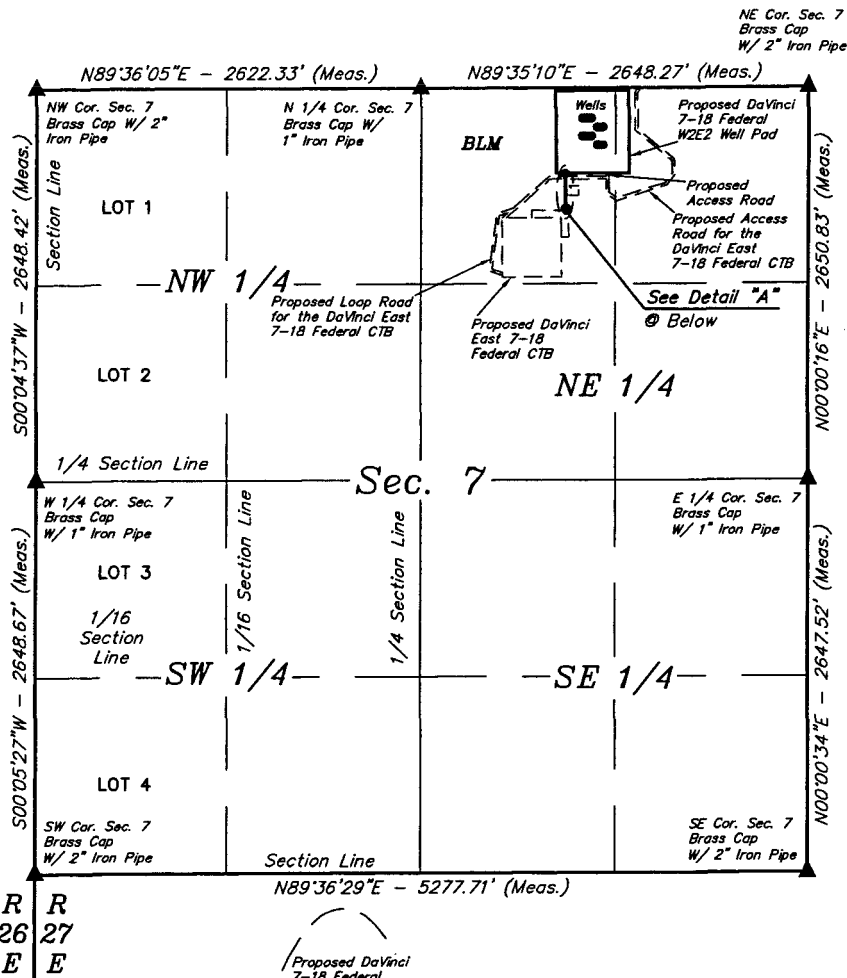 NE Cor. Sec. 7
Brass Cap
W/ 2" Iron Pipe
N89°36'05"E - 2622.33' (Meas.)
N89°35'10"E - 2648.27' (Meas.)
NW Cor. Sec. 7
Brass Cap W/ 2"
Iron Pipe
N 1/4 Cor. Sec. 7
Brass Cap W/
1" Iron Pipe
BLM
Wells
Proposed DaVinci
7-18 Federal
W2E2 Well Pad
S00°04'37"W - 2648.42' (Meas.)
Section Line
LOT 1
Proposed
Access Road
Proposed Access
Road for the
DaVinci East
7-18 Federal CTB
N00°00'16"E - 2650.83' (Meas.)
NW 1/4
Proposed Loop Road
for the DaVinci East
7-18 Federal CTB
Proposed DaVinci
East 7-18
Federal CTB
See Detail "A"
@ Below
LOT 2
NE 1/4
1/4 Section Line
Sec. 7
W 1/4 Cor. Sec. 7
Brass Cap
W/ 1" Iron Pipe
E 1/4 Cor. Sec. 7
Brass Cap
W/ 1" Iron Pipe
S00°05'27"W - 2648.67' (Meas.)
LOT 3
1/16
Section
Line
1/16 Section Line
1/4 Section Line
N00°00'34"E - 2647.52' (Meas.)
SW 1/4
SE 1/4
LOT 4
SW Cor. Sec. 7
Brass Cap
W/ 2" Iron Pipe
Section Line
SE Cor. Sec. 7
Brass Cap
W/ 2" Iron Pipe
N89°36'29"E - 5277.71' (Meas.)
R R
26 27
E E
Proposed DaVinci
7-18 Federal